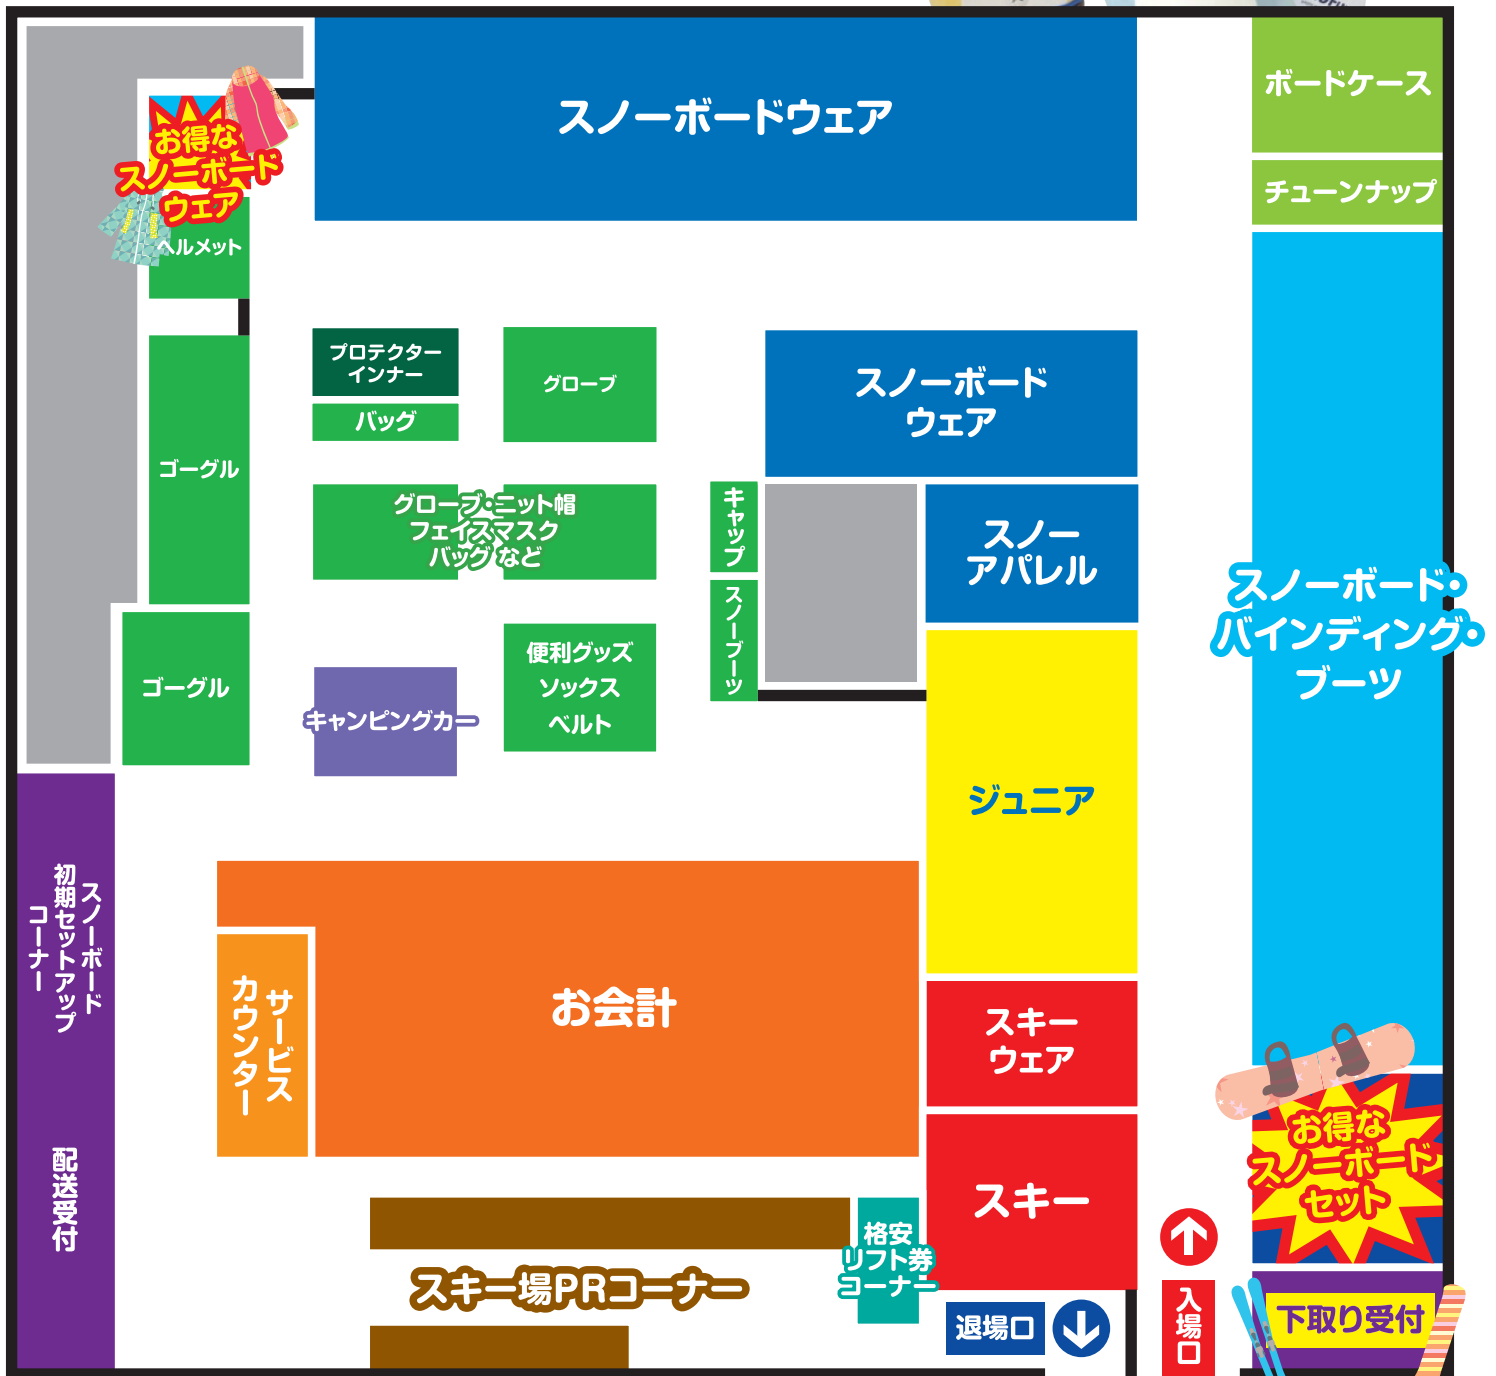 スノーボードウェア
ボードケース
チューンナップ
お得な
スノーボード
ウェア
ヘルメット
プロテクター
インナー
バッグ
グローブ
スノーボード
ウェア
ゴーグル
グローブ・ニット帽
フェイスマスク
バッグ など
キャップ
スノー
アパレル
スノーブーツ
スノーボード・
バインディング・
ブーツ
ゴーグル
キャンピングカー
便利グッズ
ソックス
ベルト
ジュニア
スノーボード
初期セットアップ
コーナー
お会計
サービス
カウンター
スキー
ウェア
お得な
スノーボード
セット
配送受付
スキー
格安
リフト券
コーナー
スキー場PRコーナー
退場口
入場口
下取り受付